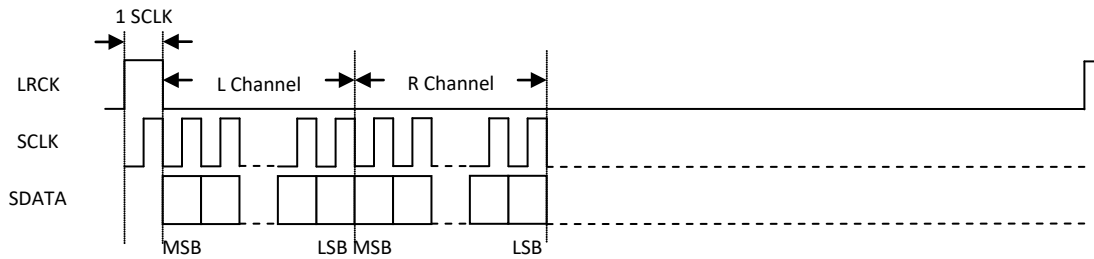 1 SCLK
LRCK
L Channel
R Channel
SCLK
SDATA
MSB
LSB
MSB
LSB